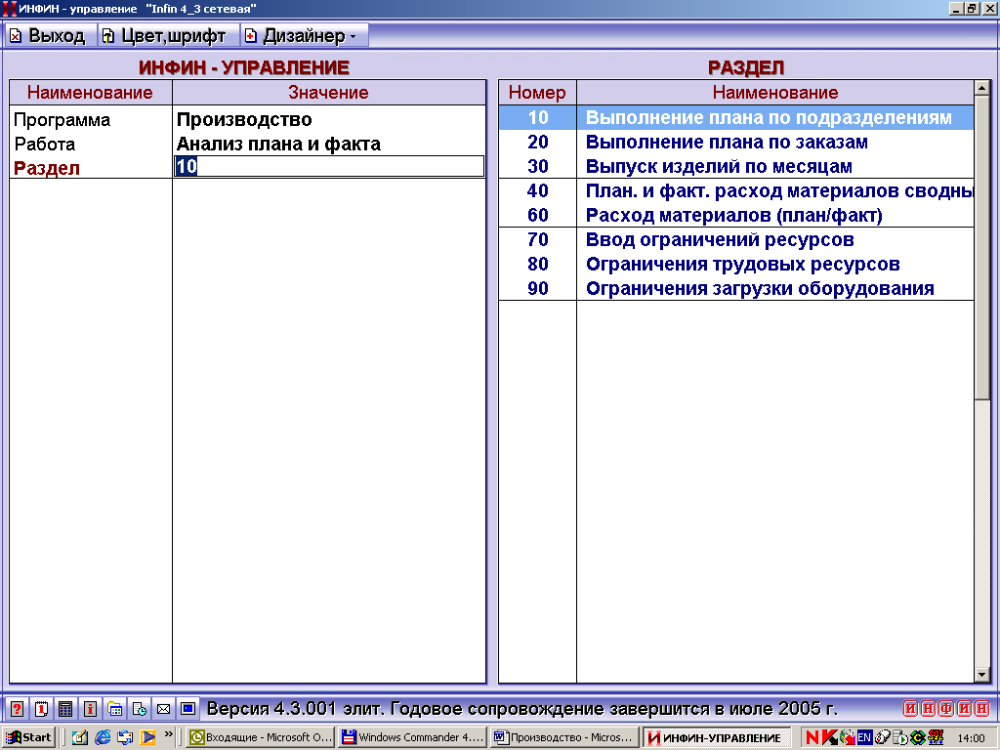 ИНФИН - управление "Infin 4_3 сетевая"
Выход Цвет,шрифт Дизайнер
ИНФИН - УПРАВЛЕНИЕ
Наименование Значение
Программа Производство
Работа Анализ плана и факта
Раздел 10
РАЗДЕЛ
Номер Наименование
10 Выполнение плана по подразделениям
20 Выполнение плана по заказам
30 Выпуск изделий по месяцам
40 План. и факт. расход материалов сводны
60 Расход материалов (план/факт)
70 Ввод ограничений ресурсов
80 Ограничения трудовых ресурсов
90 Ограничения загрузки оборудования
Версия 4.3.001 элит. Годовое сопровождение завершится в июле 2005 г. ИНФИН
Start » Входящие - Microsoft O... Windows Commander 4.... Производство - Micros... ИНФИН-УПРАВЛЕНИЕ EN 14:00